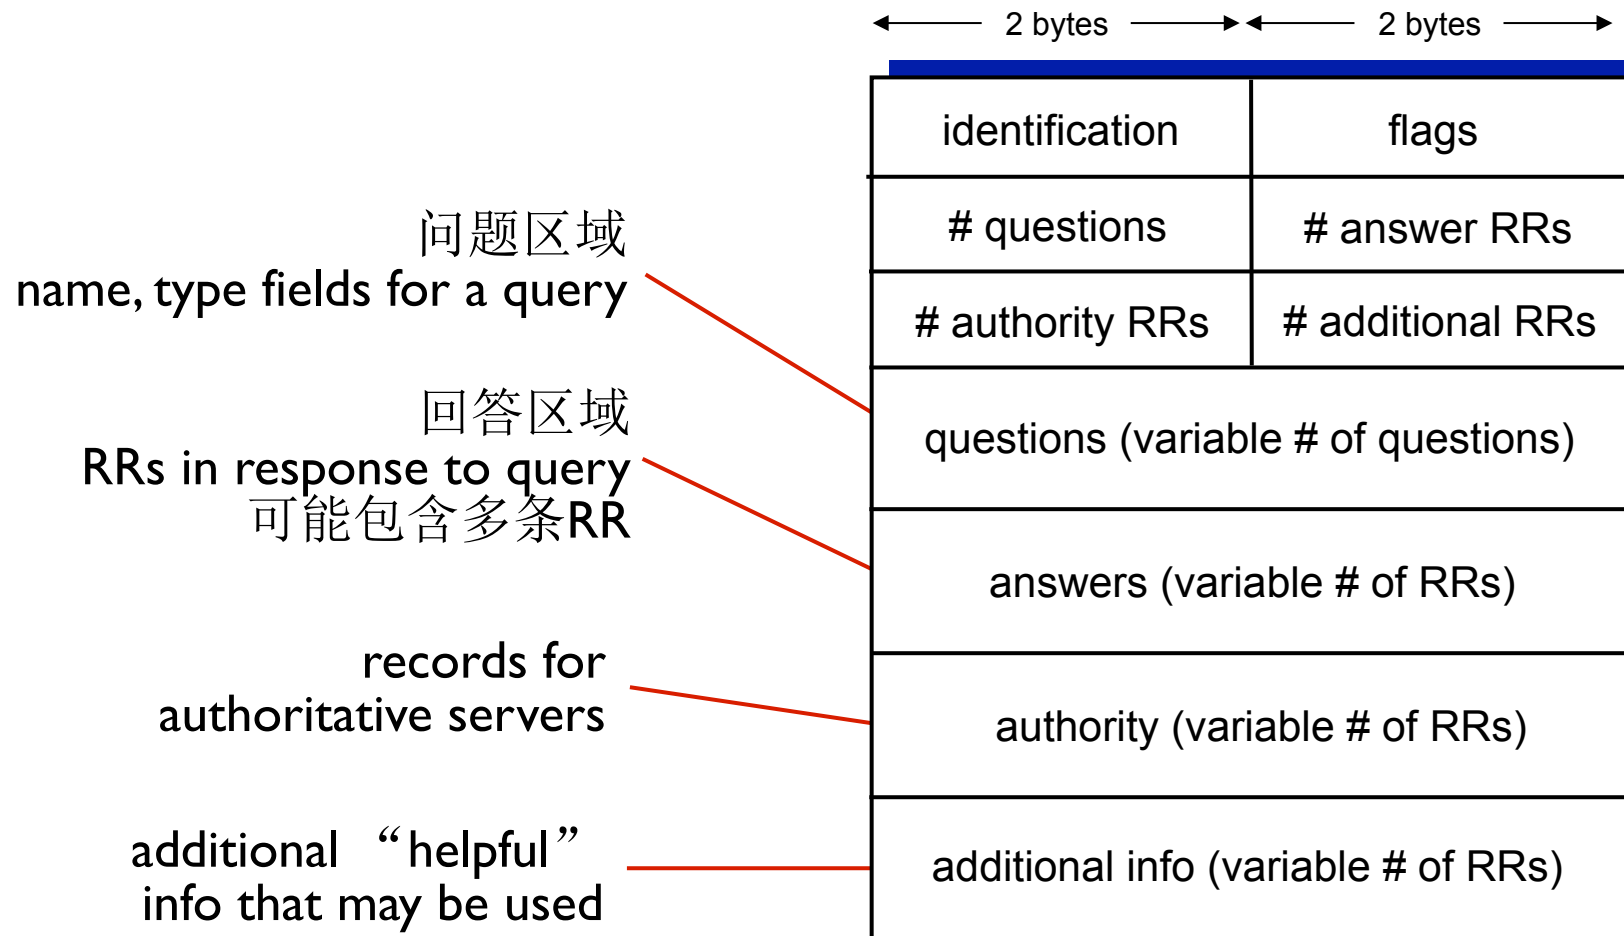 2 bytes 2 bytes
identification flags
# questions # answer RRs
# authority RRs # additional RRs
问题区域
name, type fields for a query
questions (variable # of questions)
回答区域
RRs in response to query
可能包含多条RR
answers (variable # of RRs)
records for
authoritative servers
authority (variable # of RRs)
additional “helpful”
info that may be used
additional info (variable # of RRs)